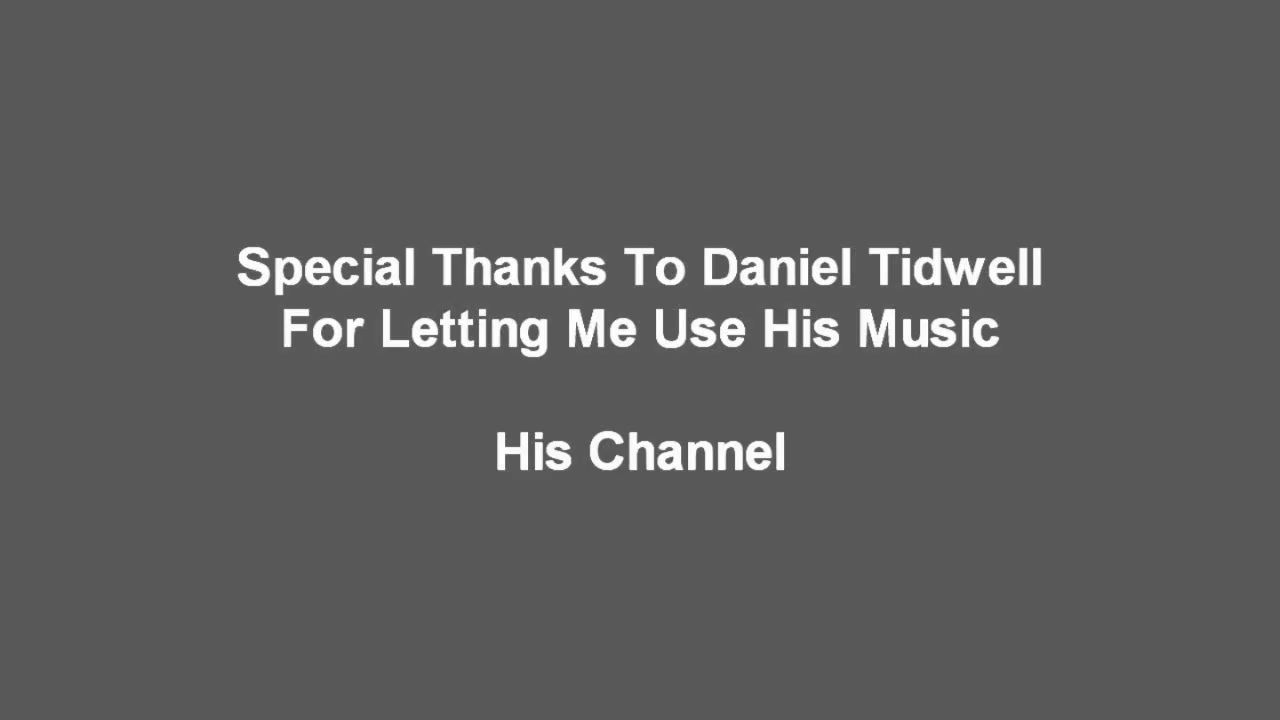 Special Thanks To Daniel Tidwell
For Letting Me Use His Music
His Channel